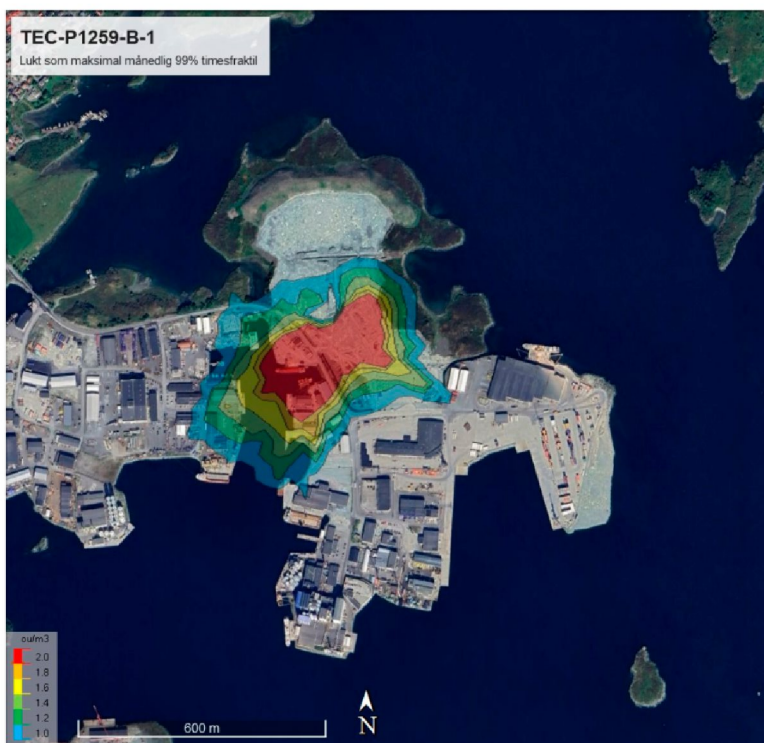 TEC-P1259-B-1
Lukt som maksimal månedlig 99% timesfraktil
ou/m3
2.0
1.8
1.6
1.4
1.2
1.0
600 m
N